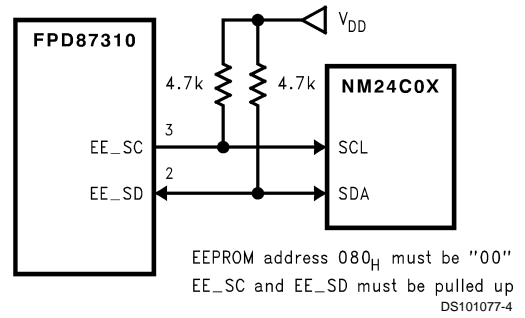 FPD87310
V_DD
4.7k
4.7k
NM24C0X
3
EE_SC
SCL
2
EE_SD
SDA
EEPROM address 080_H must be "00"
EE_SC and EE_SD must be pulled up
DS101077-4